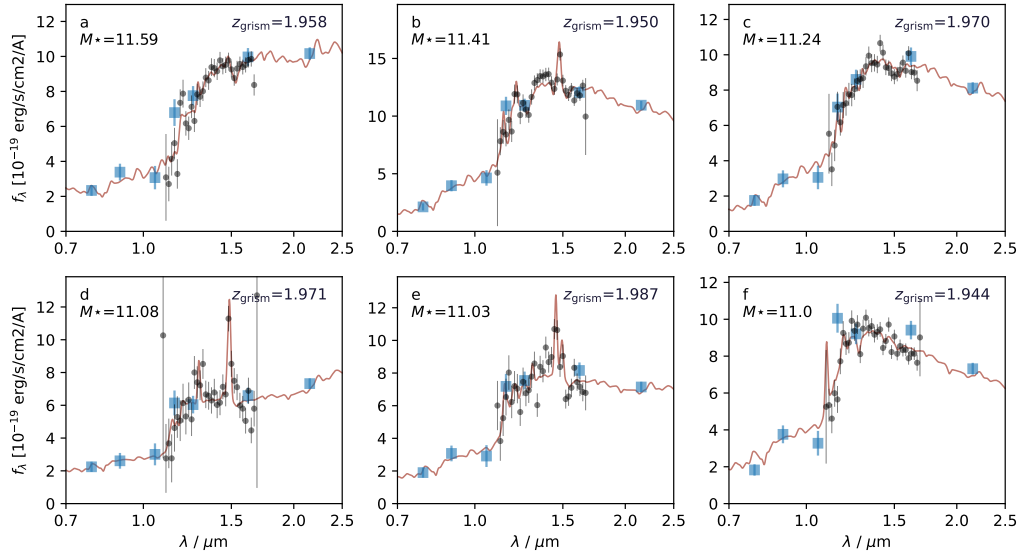 a
z_grism=1.958
M⋆=11.59
12
10
8
6
4
2
0
f_λ [10⁻¹⁹ erg/s/cm2/A]
0.7 1.0 1.5 2.0 2.5
b
z_grism=1.950
M⋆=11.41
15
10
5
0
0.7 1.0 1.5 2.0 2.5
c
z_grism=1.970
M⋆=11.24
12
10
8
6
4
2
0
0.7 1.0 1.5 2.0 2.5
d
z_grism=1.971
M⋆=11.08
12
10
8
6
4
2
0
f_λ [10⁻¹⁹ erg/s/cm2/A]
0.7 1.0 1.5 2.0 2.5
λ / μm
e
z_grism=1.987
M⋆=11.03
12
10
8
6
4
2
0
0.7 1.0 1.5 2.0 2.5
λ / μm
f
z_grism=1.944
M⋆=11.0
12
10
8
6
4
2
0
0.7 1.0 1.5 2.0 2.5
λ / μm